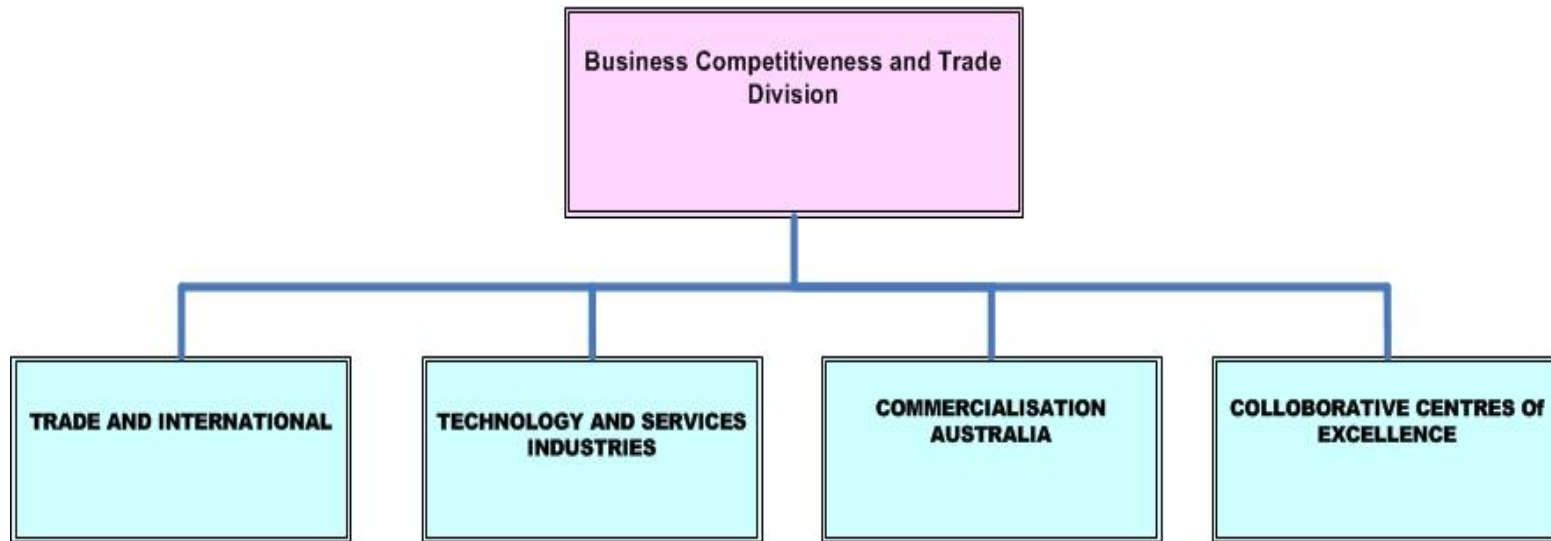 Business Competitiveness and Trade
Division
TRADE AND INTERNATIONAL
TECHNOLOGY AND SERVICES
INDUSTRIES
COMMERCIALISATION
AUSTRALIA
COLLOBORATIVE CENTRES Of
EXCELLENCE